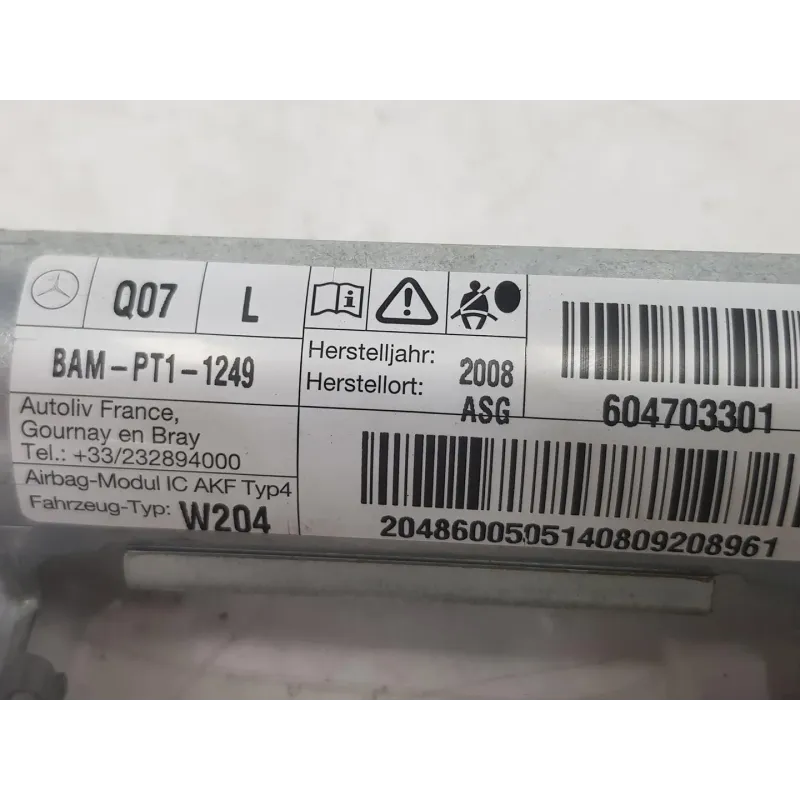 Q07 L
BAM-PT1-1249
Autoliv France,
Gournay en Bray
Tel.: +33/232894000
Airbag-Modul IC AKF Typ4
Fahrzeug-Typ: W204
Herstelljahr: 2008
Herstellort: ASG
604703301
2048600505140809208961